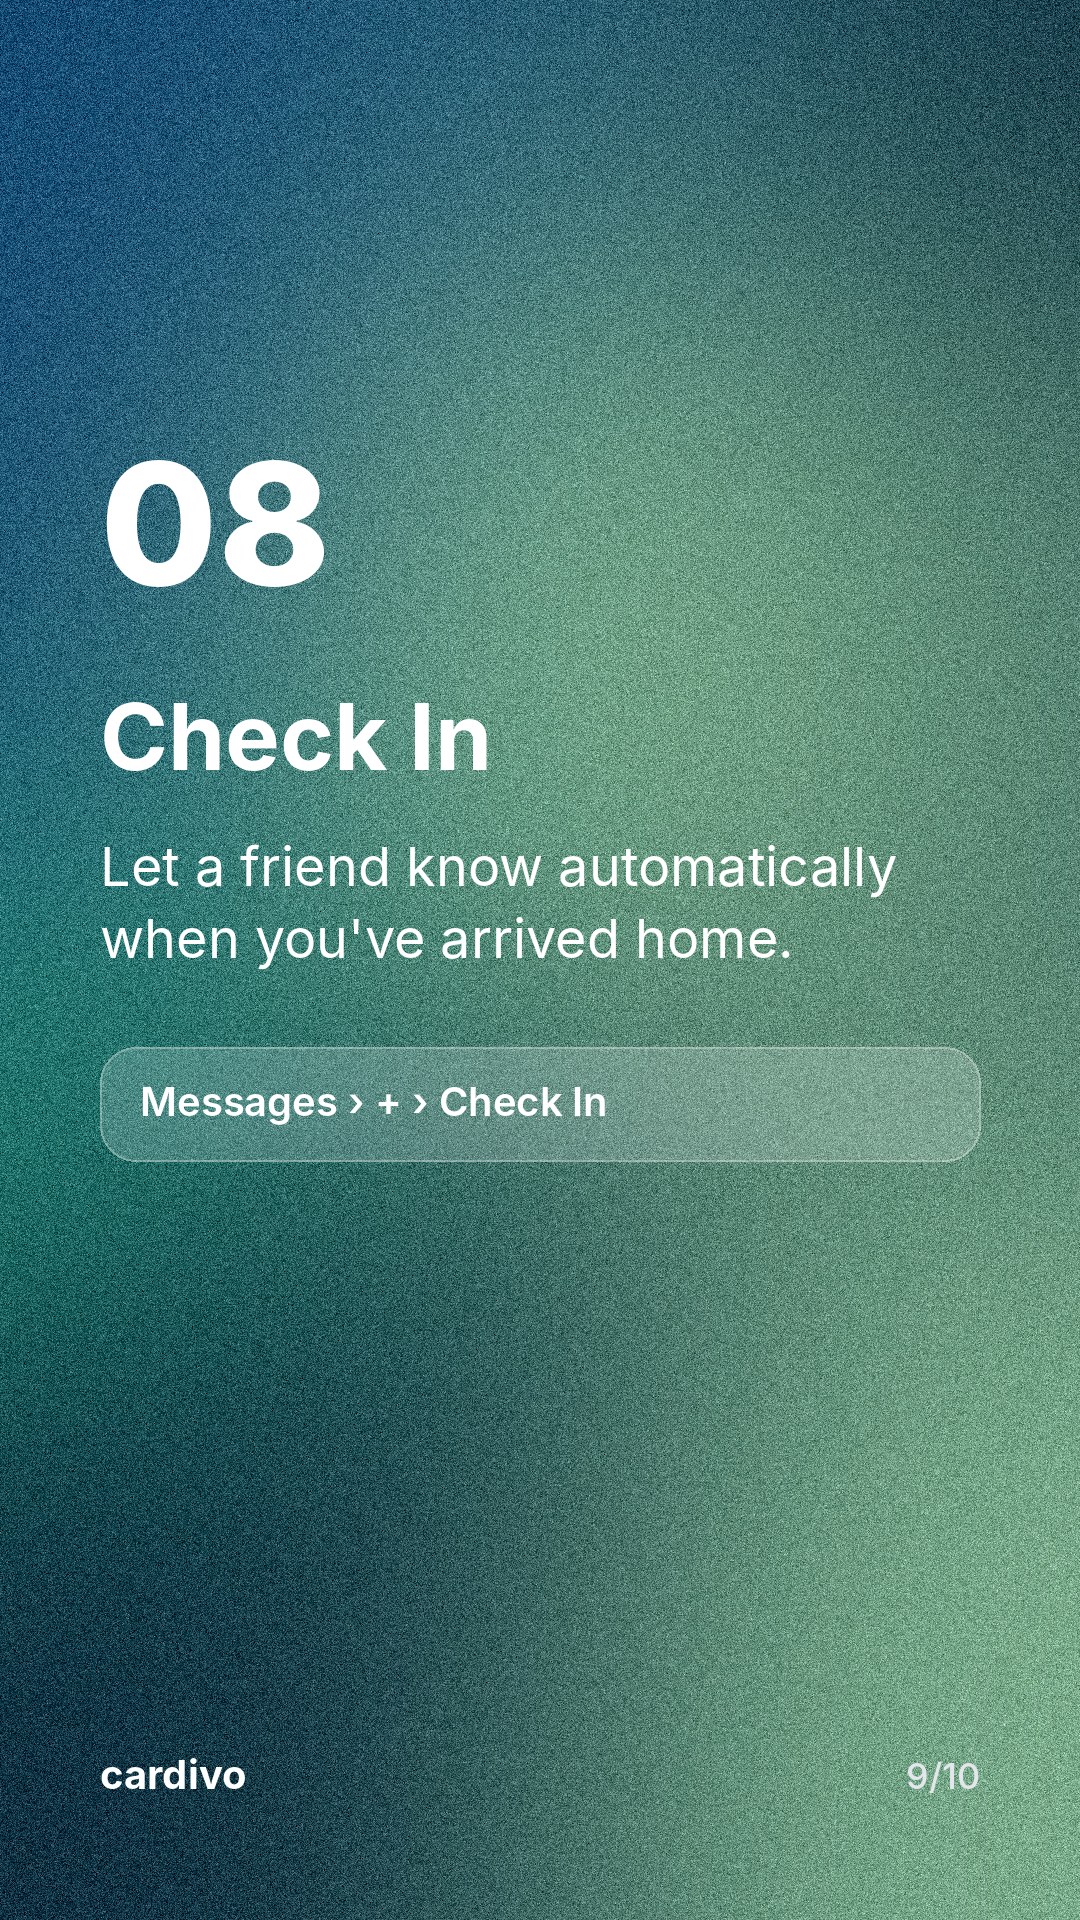 08
Check In
Let a friend know automatically
when you've arrived home.
Messages › + › Check In
cardivo
9/10